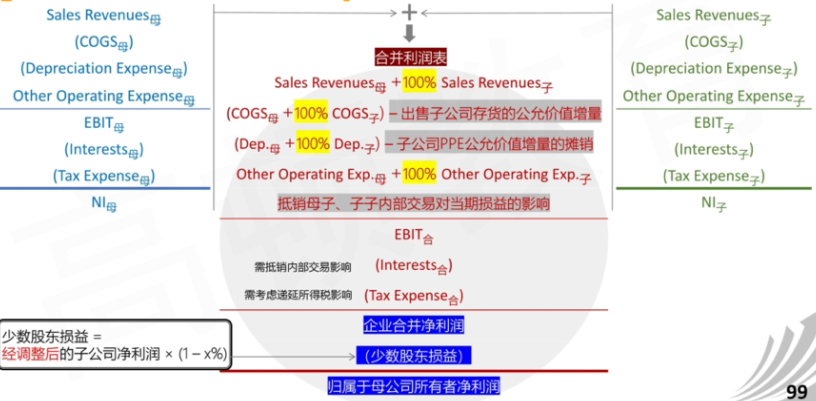 Sales Revenues母
(COGS母)
(Depreciation Expense母)
Other Operating Expense母
EBIT母
(Interests母)
(Tax Expense母)
NI母
+
合并利润表
Sales Revenues母 +100% Sales Revenues子
(COGS母 +100% COGS子) – 出售子公司存货的公允价值增量
(Dep.母 +100% Dep.子) – 子公司PPE公允价值增量的摊销
Other Operating Exp.母 +100% Other Operating Exp.子
抵销母子、子子内部交易对当期损益的影响
EBIT合
需抵销内部交易影响 (Interests合)
需考虑递延所得税影响 (Tax Expense合)
企业合并净利润
(少数股东损益)
归属于母公司所有者净利润
Sales Revenues子
(COGS子)
(Depreciation Expense子)
Other Operating Expense子
EBIT子
(Interests子)
(Tax Expense子)
NI子
少数股东损益 =
经调整后的子公司净利润 × (1 – x%)
99